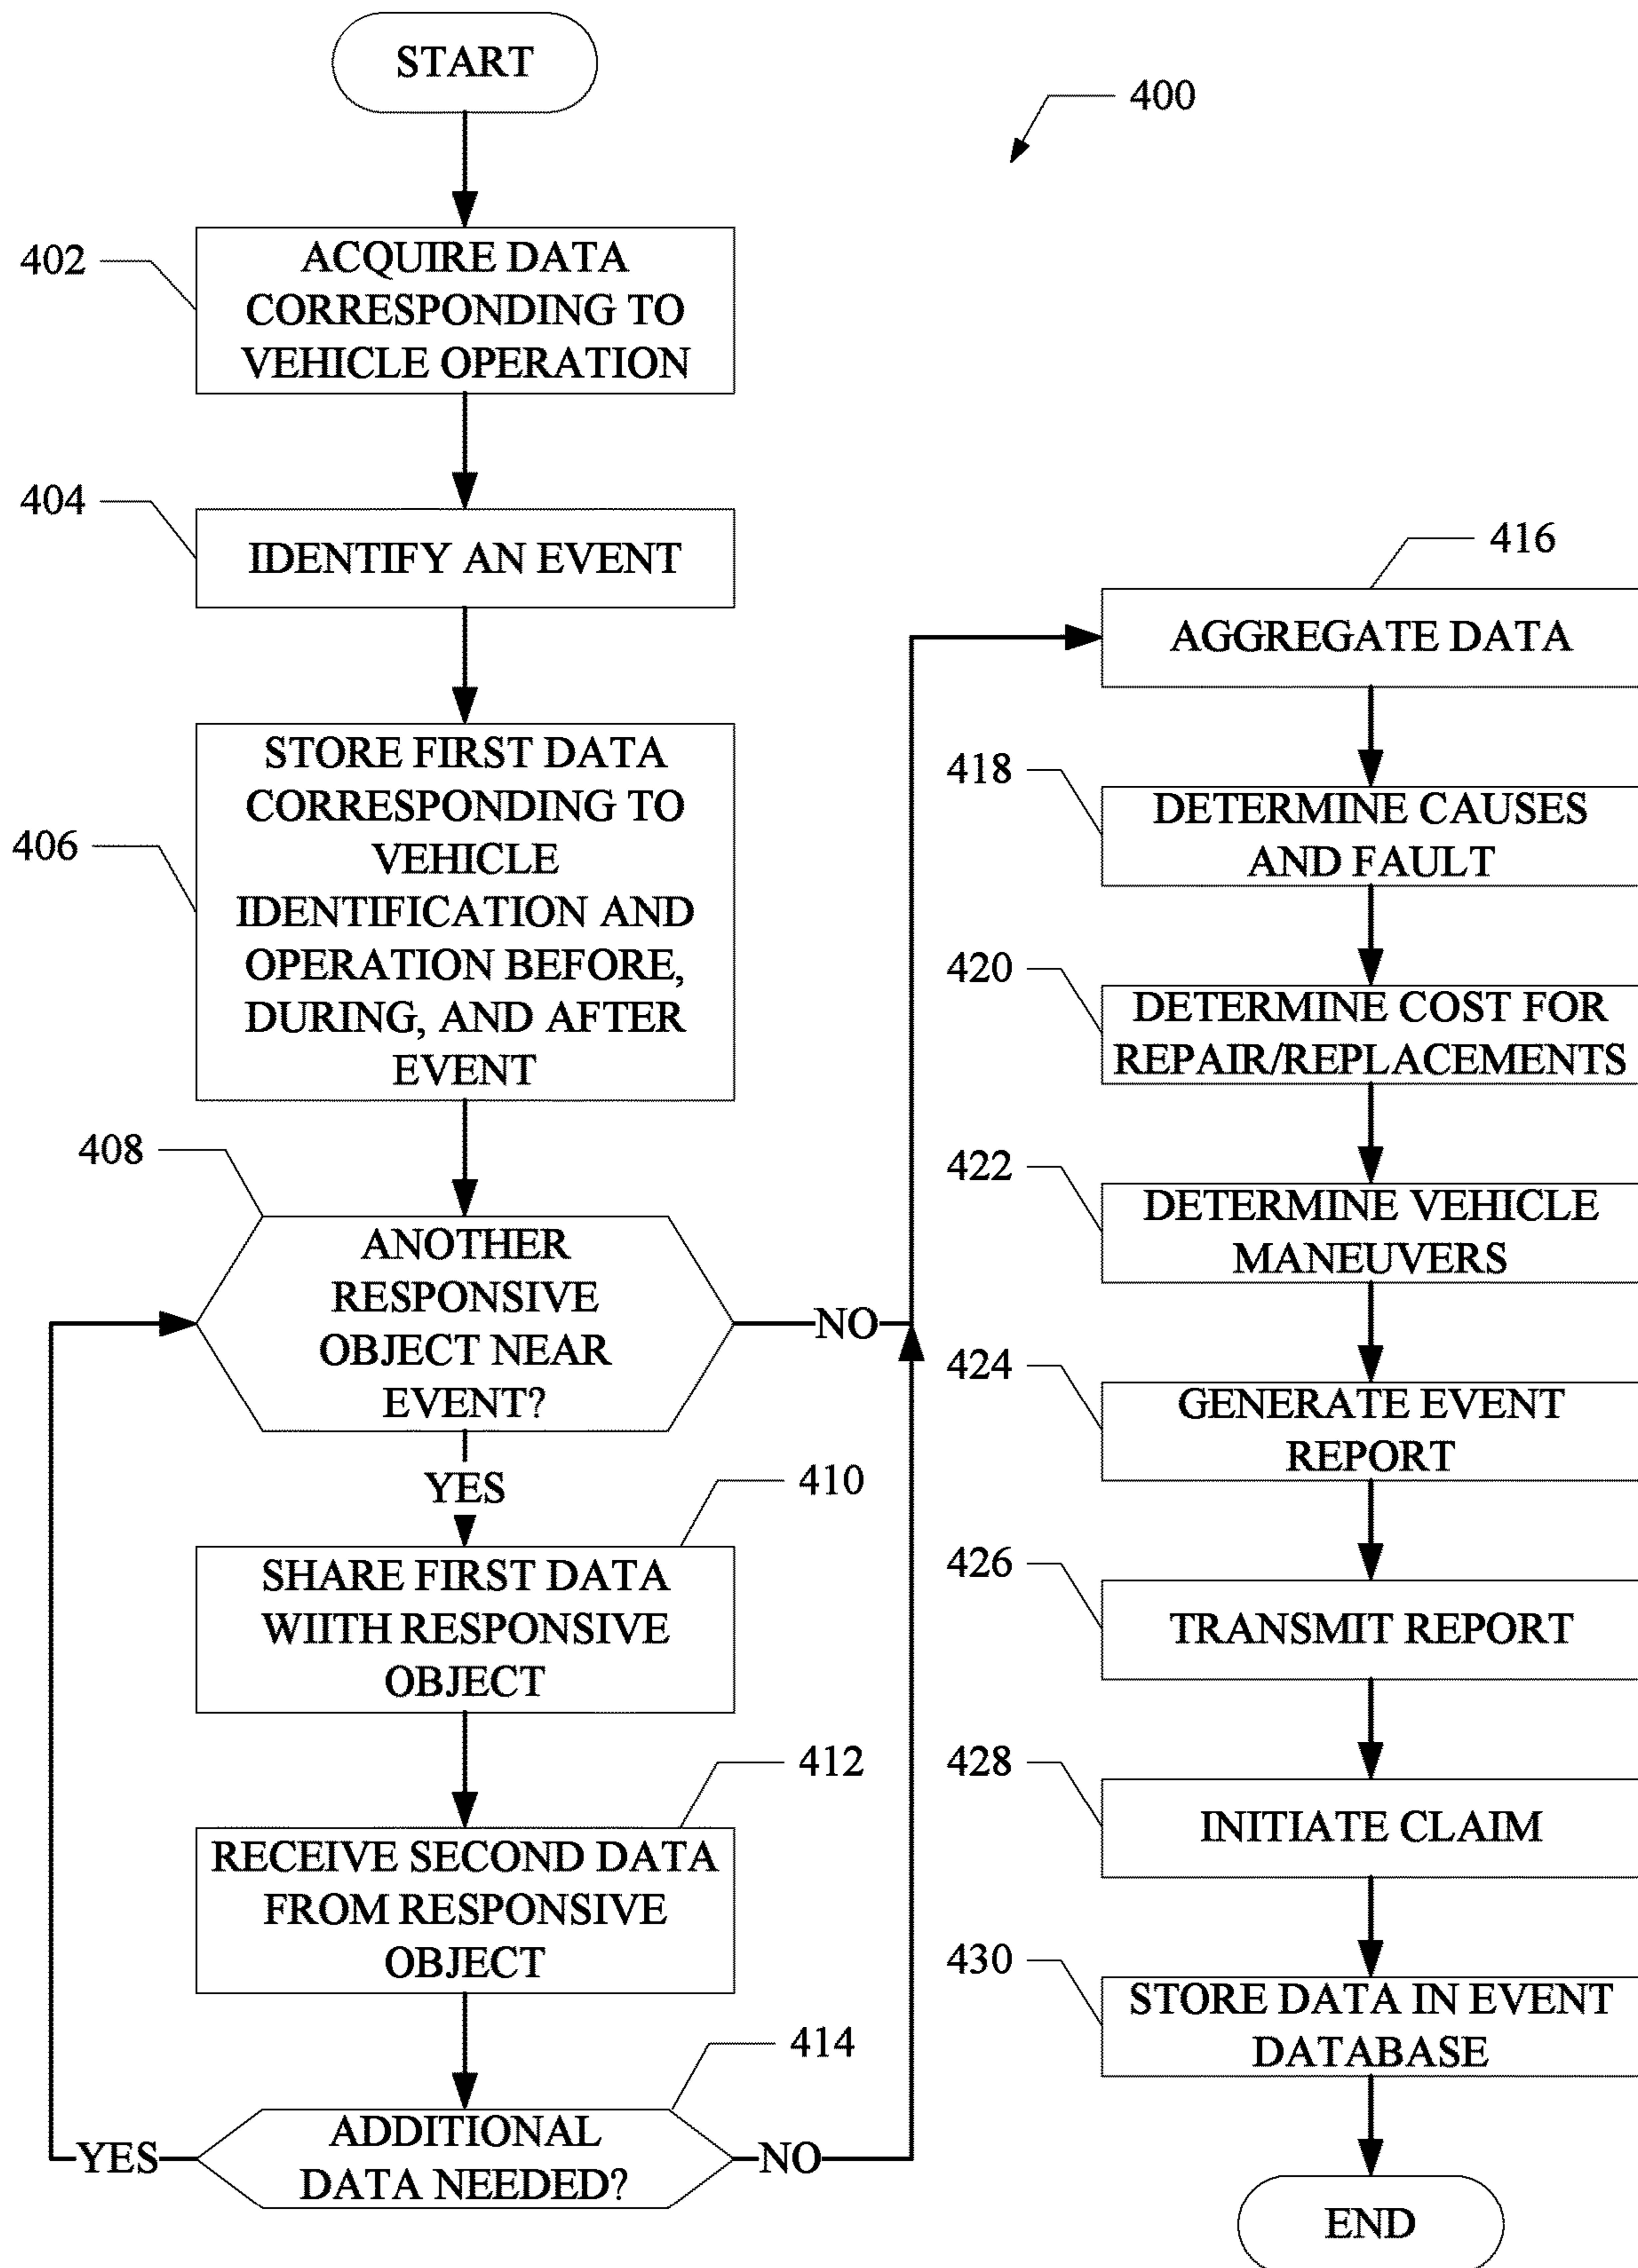 START
400
402
ACQUIRE DATA
CORRESPONDING TO
VEHICLE OPERATION
404
IDENTIFY AN EVENT
406
STORE FIRST DATA
CORRESPONDING TO
VEHICLE
IDENTIFICATION AND
OPERATION BEFORE,
DURING, AND AFTER
EVENT
408
ANOTHER
RESPONSIVE
OBJECT NEAR
EVENT?
NO
YES
410
SHARE FIRST DATA
WIITH RESPONSIVE
OBJECT
412
RECEIVE SECOND DATA
FROM RESPONSIVE
OBJECT
414
ADDITIONAL
DATA NEEDED?
YES
NO
416
AGGREGATE DATA
418
DETERMINE CAUSES
AND FAULT
420
DETERMINE COST FOR
REPAIR/REPLACEMENTS
422
DETERMINE VEHICLE
MANEUVERS
424
GENERATE EVENT
REPORT
426
TRANSMIT REPORT
428
INITIATE CLAIM
430
STORE DATA IN EVENT
DATABASE
END